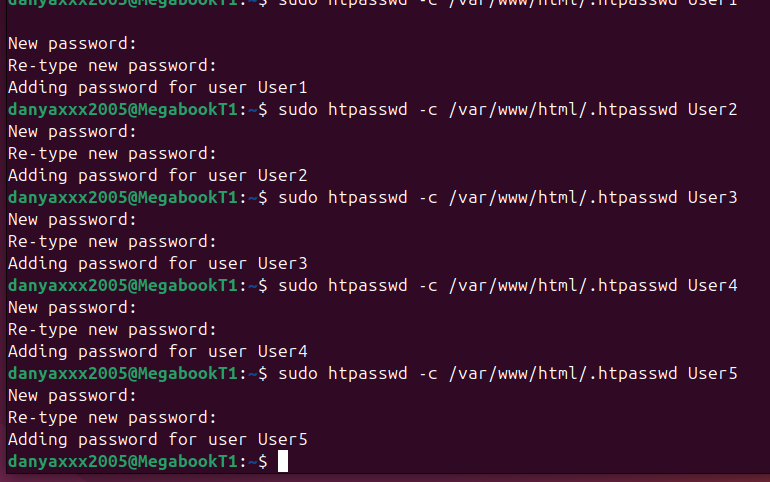 danyaxxx2005@MegabookT1:~$ sudo htpasswd -c /var/www/html/.htpasswd User1
New password:
Re-type new password:
Adding password for user User1
danyaxxx2005@MegabookT1:~$ sudo htpasswd -c /var/www/html/.htpasswd User2
New password:
Re-type new password:
Adding password for user User2
danyaxxx2005@MegabookT1:~$ sudo htpasswd -c /var/www/html/.htpasswd User3
New password:
Re-type new password:
Adding password for user User3
danyaxxx2005@MegabookT1:~$ sudo htpasswd -c /var/www/html/.htpasswd User4
New password:
Re-type new password:
Adding password for user User4
danyaxxx2005@MegabookT1:~$ sudo htpasswd -c /var/www/html/.htpasswd User5
New password:
Re-type new password:
Adding password for user User5
danyaxxx2005@MegabookT1:~$